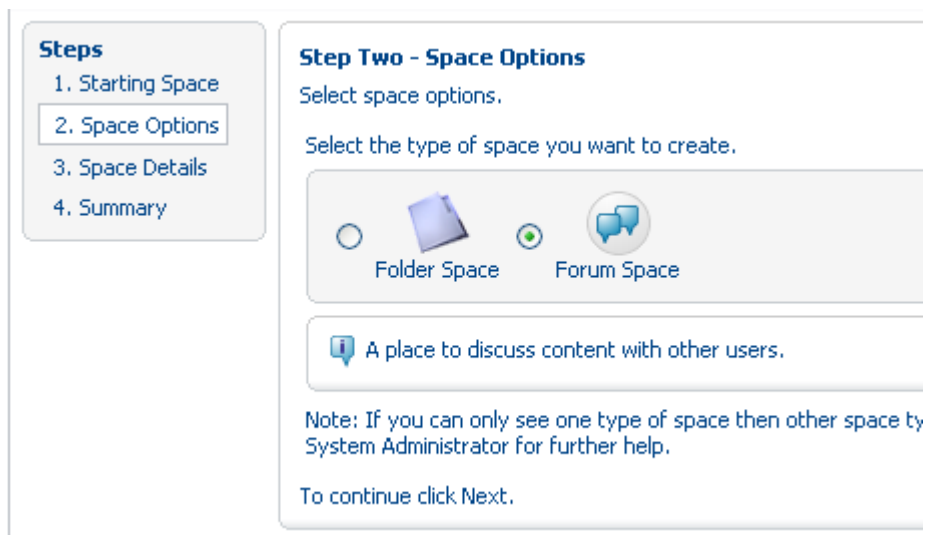 Steps
1. Starting Space
2. Space Options
3. Space Details
4. Summary
Step Two - Space Options
Select space options.
Select the type of space you want to create.
Folder Space
Forum Space
A place to discuss content with other users.
Note: If you can only see one type of space then other space ty
System Administrator for further help.
To continue click Next.